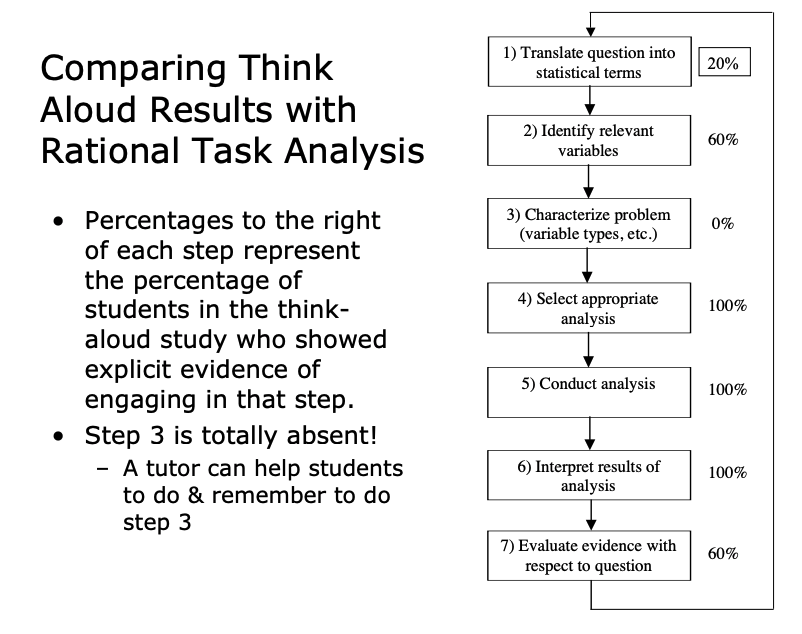 Comparing Think
Aloud Results with
Rational Task Analysis
• Percentages to the right
of each step represent
the percentage of
students in the think-
aloud study who showed
explicit evidence of
engaging in that step.
• Step 3 is totally absent!
– A tutor can help students
to do & remember to do
step 3
1) Translate question into
statistical terms
20%
2) Identify relevant
variables
60%
3) Characterize problem
(variable types, etc.)
0%
4) Select appropriate
analysis
100%
5) Conduct analysis
100%
6) Interpret results of
analysis
100%
7) Evaluate evidence with
respect to question
60%